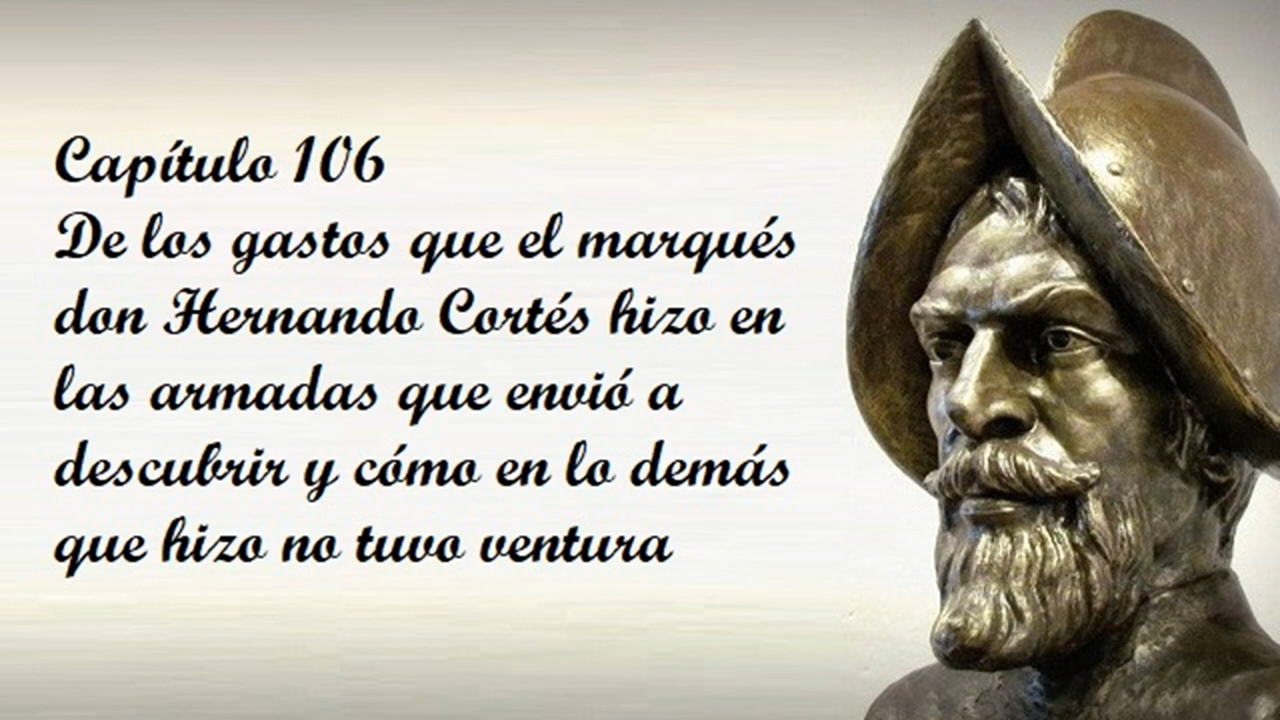 Capítulo 106
De los gastos que el marqués
don Hernando Cortés hizo en
las armadas que envió a
descubrir y cómo en lo demás
que hizo no tuvo ventura